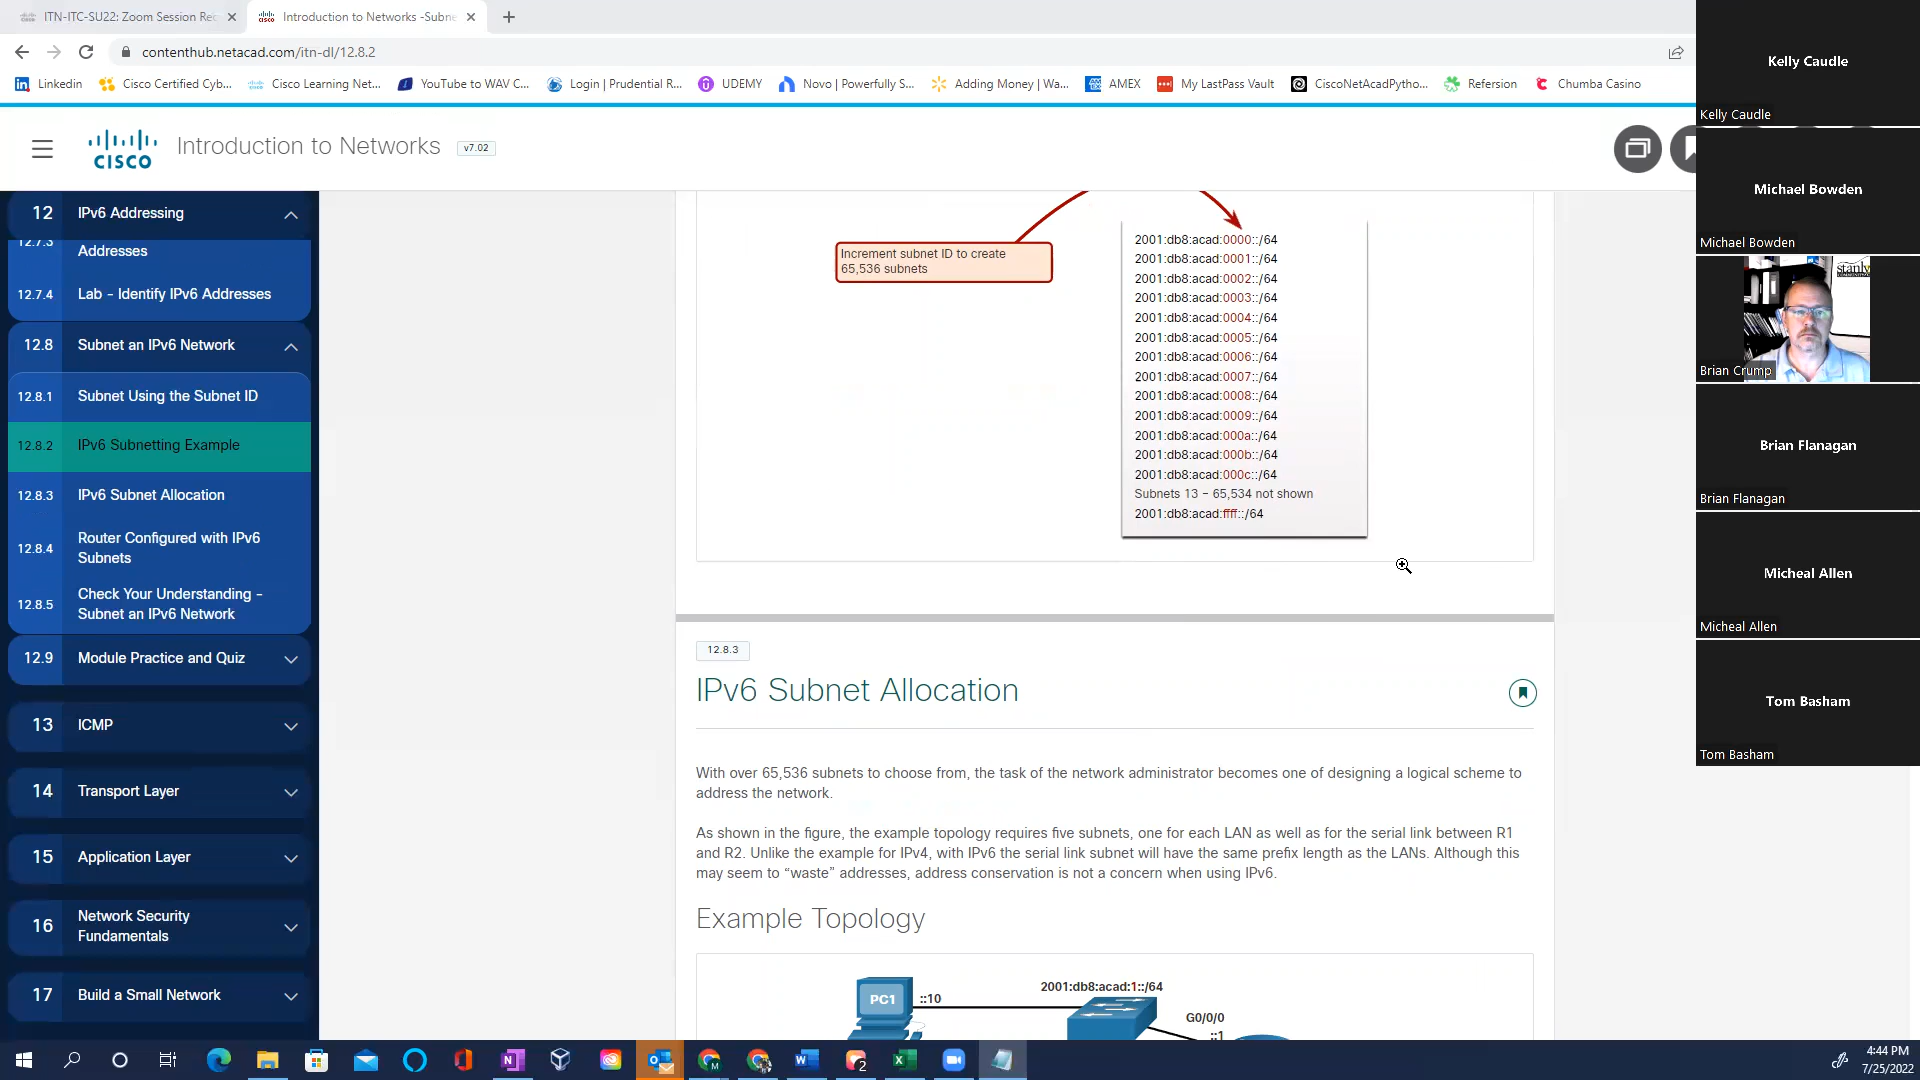 ITN-ITC-SU22: Zoom Session Rec
Introduction to Networks -Subne
contenthub.netacad.com/itn-dl/12.8.2
Linkedin
Cisco Certified Cyb...
Cisco Learning Net...
YouTube to WAV C...
Login | Prudential R...
UDEMY
Novo | Powerfully S...
Adding Money | Wa...
AMEX
My LastPass Vault
CiscoNetAcadPytho...
Refersion
Chumba Casino
CISCO
Introduction to Networks
v7.02
12 IPv6 Addressing
12.7.3
Addresses
12.7.4 Lab – Identify IPv6 Addresses
12.8 Subnet an IPv6 Network
12.8.1 Subnet Using the Subnet ID
12.8.2 IPv6 Subnetting Example
12.8.3 IPv6 Subnet Allocation
12.8.4 Router Configured with IPv6
Subnets
12.8.5 Check Your Understanding –
Subnet an IPv6 Network
12.9 Module Practice and Quiz
13 ICMP
14 Transport Layer
15 Application Layer
16 Network Security
Fundamentals
17 Build a Small Network
Increment subnet ID to create
65,536 subnets
2001:db8:acad:0000::/64
2001:db8:acad:0001::/64
2001:db8:acad:0002::/64
2001:db8:acad:0003::/64
2001:db8:acad:0004::/64
2001:db8:acad:0005::/64
2001:db8:acad:0006::/64
2001:db8:acad:0007::/64
2001:db8:acad:0008::/64
2001:db8:acad:0009::/64
2001:db8:acad:000a::/64
2001:db8:acad:000b::/64
2001:db8:acad:000c::/64
Subnets 13 – 65,534 not shown
2001:db8:acad:ffff::/64
12.8.3
IPv6 Subnet Allocation
With over 65,536 subnets to choose from, the task of the network administrator becomes one of designing a logical scheme to
address the network.
As shown in the figure, the example topology requires five subnets, one for each LAN as well as for the serial link between R1
and R2. Unlike the example for IPv4, with IPv6 the serial link subnet will have the same prefix length as the LANs. Although this
may seem to “waste” addresses, address conservation is not a concern when using IPv6.
Example Topology
PC1
::10
2001:db8:acad:1::/64
G0/0/0
::1
Kelly Caudle
Kelly Caudle
Michael Bowden
Michael Bowden
stanly
Brian Crump
Brian Flanagan
Brian Flanagan
Micheal Allen
Micheal Allen
Tom Basham
Tom Basham
2
4:44 PM
7/25/2022